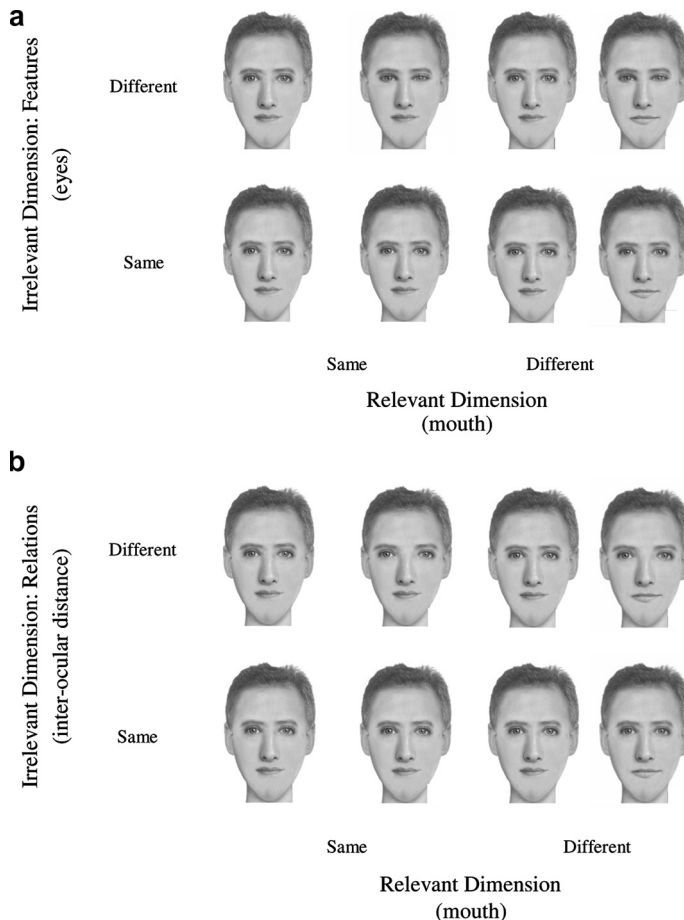 a
Irrelevant Dimension: Features
(eyes)
Different
Same
Same
Different
Relevant Dimension
(mouth)
b
Irrelevant Dimension: Relations
(inter-ocular distance)
Different
Same
Same
Different
Relevant Dimension
(mouth)